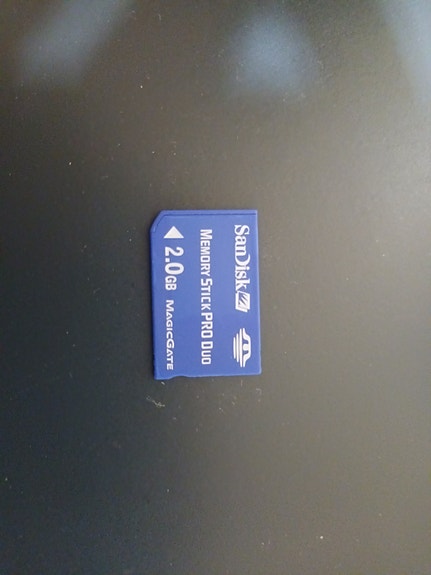 SanDisk
MEMORY STICK PRO DUO
2.0GB MAGICGATE